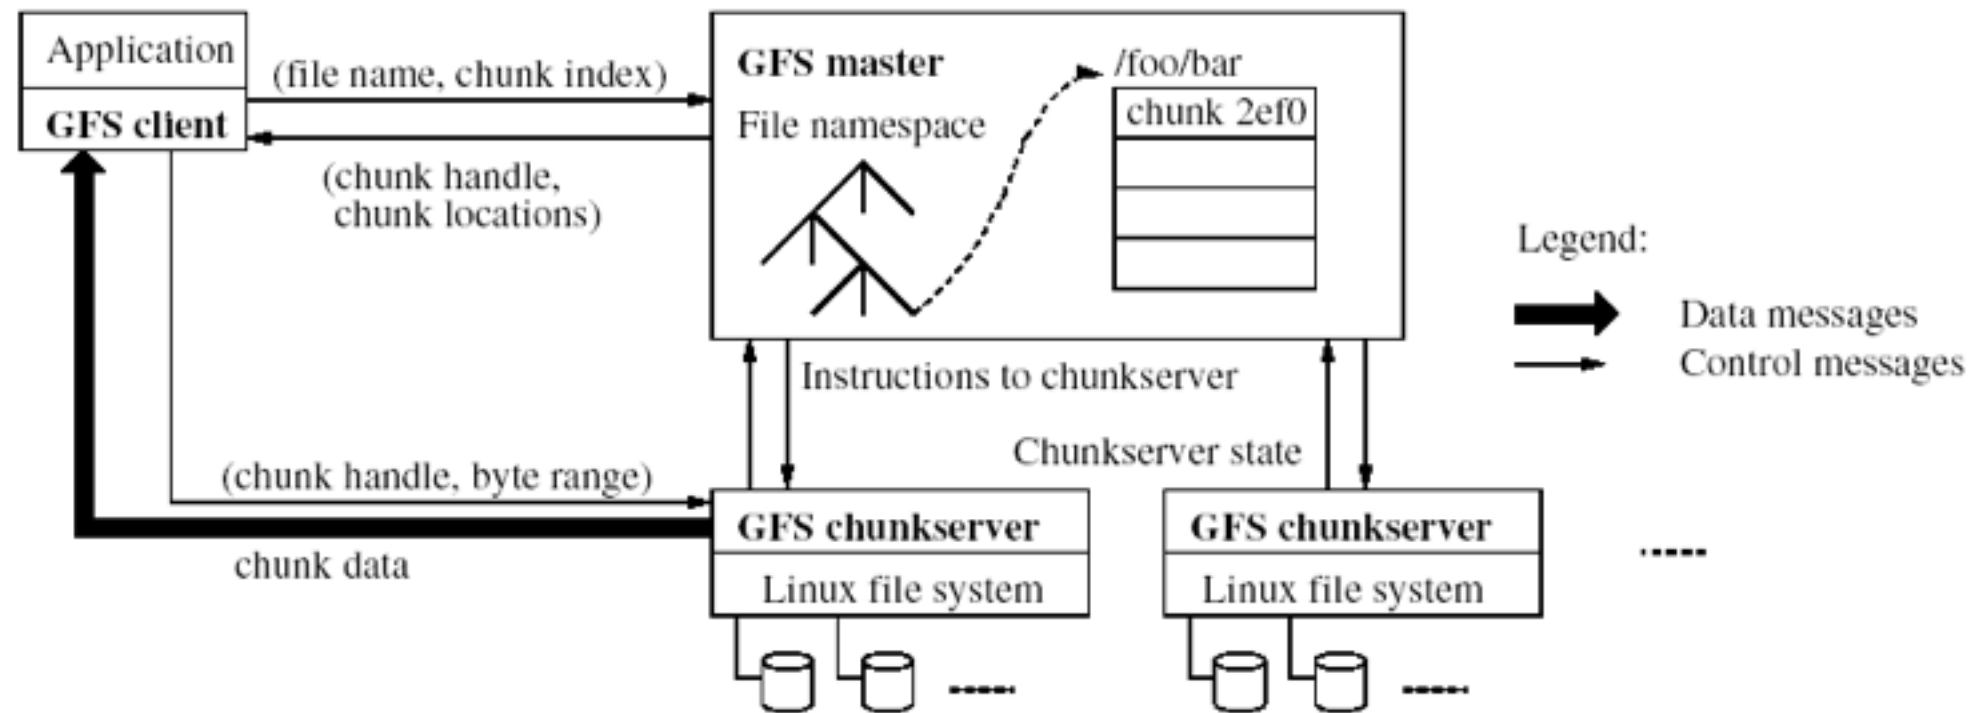 Application
GFS client
(file name, chunk index)
(chunk handle,
chunk locations)
GFS master
File namespace
/foo/bar
chunk 2ef0
Legend:
Data messages
Control messages
Instructions to chunkserver
Chunkserver state
(chunk handle, byte range)
chunk data
GFS chunkserver
Linux file system
GFS chunkserver
Linux file system